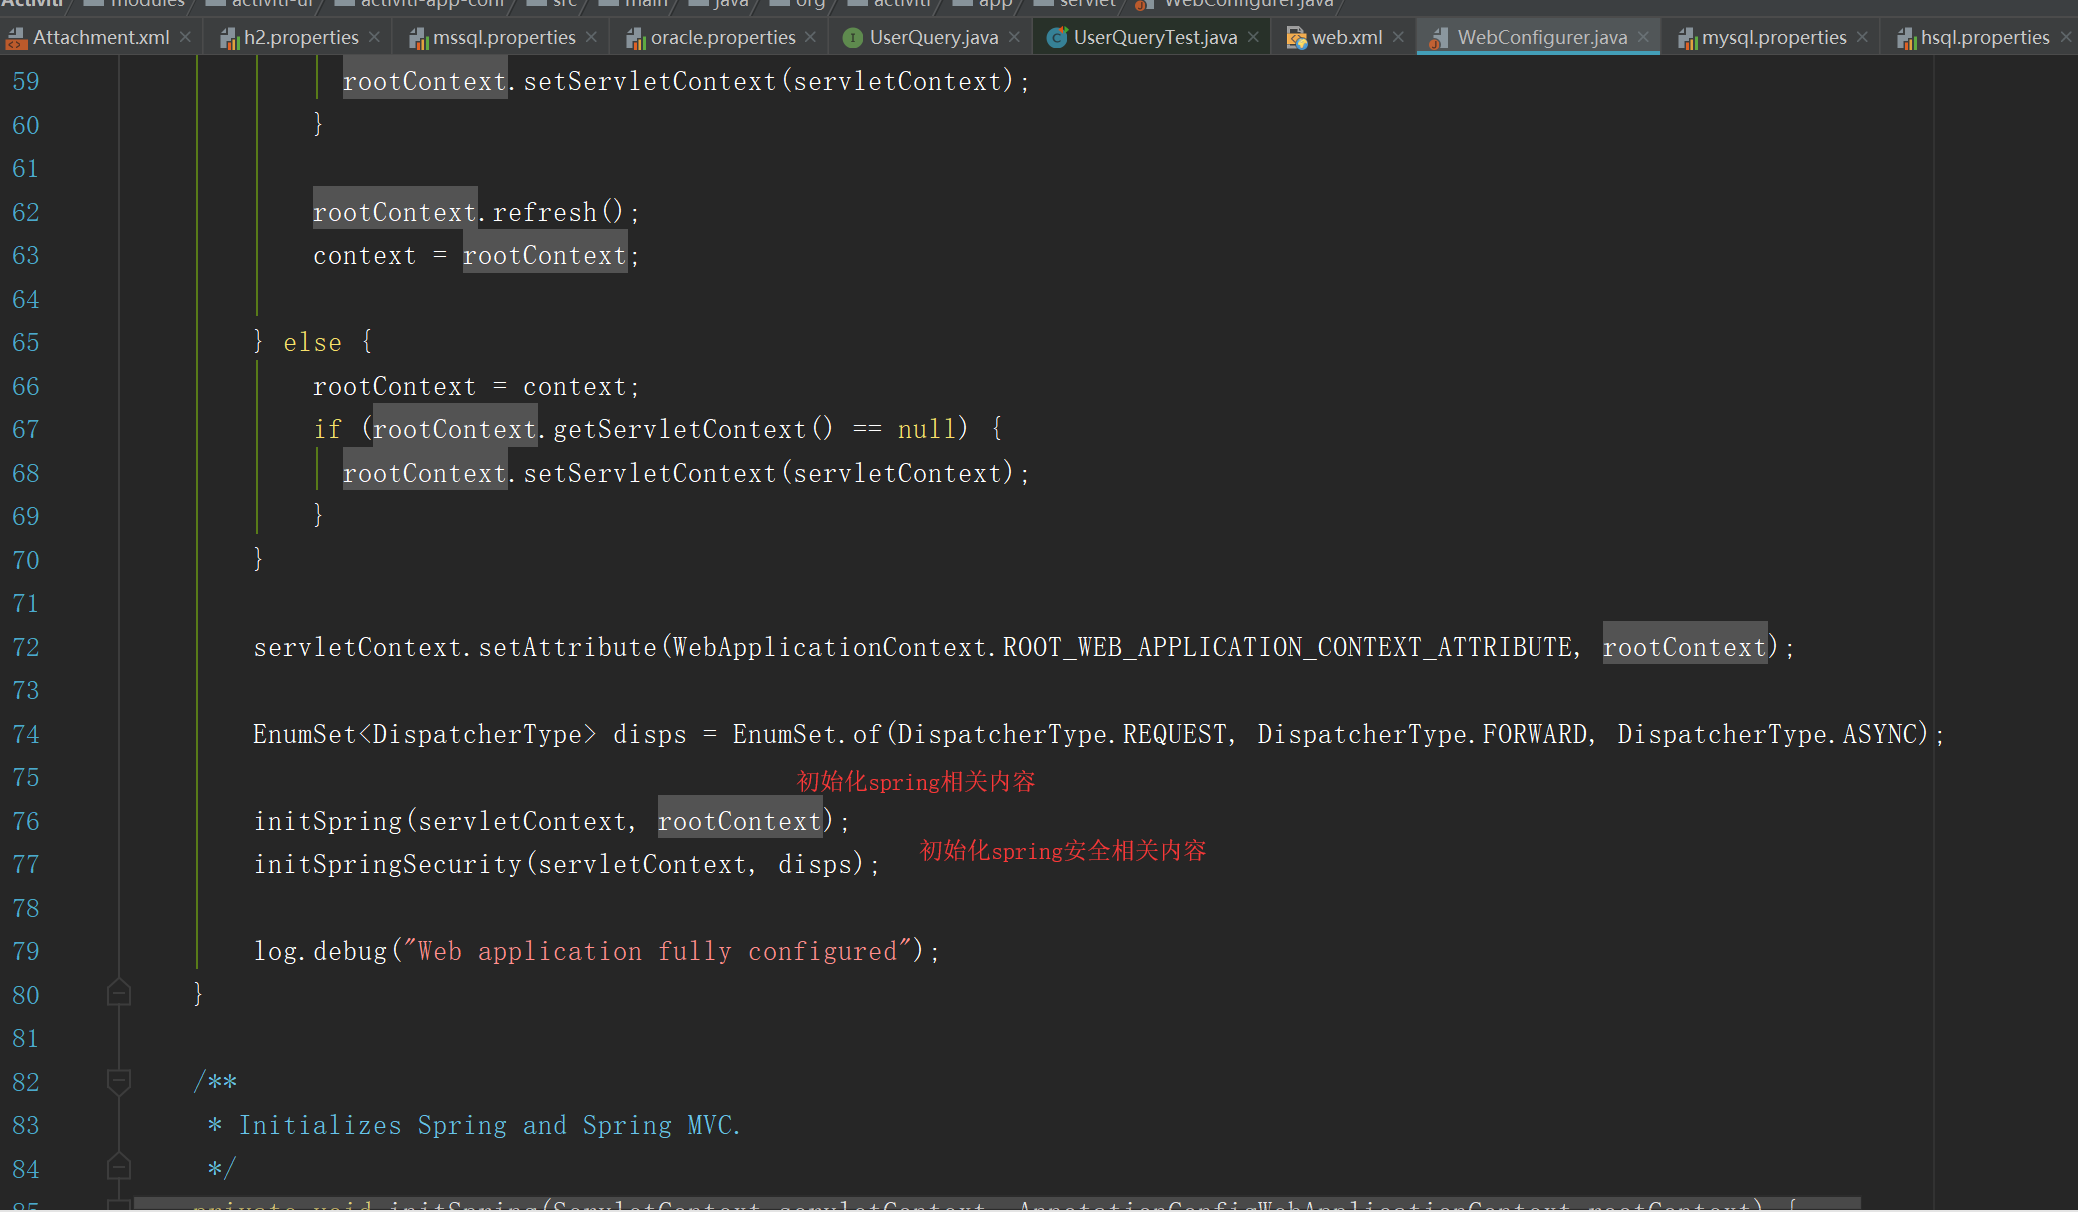 Activiti modules activiti-ui activiti-app-conf src main java org activiti app servlet WebConfigurer.java
Attachment.xml h2.properties mssql.properties oracle.properties UserQuery.java UserQueryTest.java web.xml WebConfigurer.java mysql.properties hsql.properties
59 rootContext.setServletContext(servletContext);
60 }
61
62 rootContext.refresh();
63 context = rootContext;
64
65 } else {
66 rootContext = context;
67 if (rootContext.getServletContext() == null) {
68 rootContext.setServletContext(servletContext);
69 }
70 }
71
72 servletContext.setAttribute(WebApplicationContext.ROOT_WEB_APPLICATION_CONTEXT_ATTRIBUTE, rootContext);
73
74 EnumSet<DispatcherType> disps = EnumSet.of(DispatcherType.REQUEST, DispatcherType.FORWARD, DispatcherType.ASYNC);
75
初始化spring相关内容
76 initSpring(servletContext, rootContext);
初始化spring安全相关内容
77 initSpringSecurity(servletContext, disps);
78
79 log.debug("Web application fully configured");
80 }
81
82 /**
83 * Initializes Spring and Spring MVC.
84 */
85 private void initSpring(ServletContext servletContext, AnnotationConfigWebApplicationContext rootContext) {